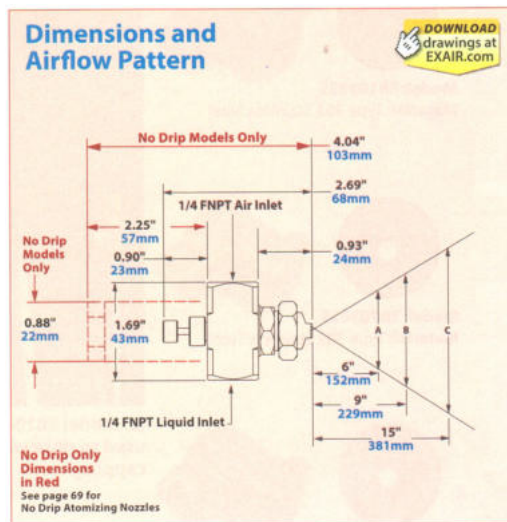 Dimensions and
Airflow Pattern
DOWNLOAD
drawings at
EXAIR.com
No Drip Models Only
4.04"
103mm
2.69"
68mm
1/4 FNPT Air Inlet
2.25"
57mm
0.93"
24mm
No Drip
Models
Only
0.90"
23mm
0.88"
22mm
1.69"
43mm
A
B
C
6"
152mm
9"
229mm
1/4 FNPT Liquid Inlet
15"
381mm
No Drip Only
Dimensions
in Red
See page 69 for
No Drip Atomizing Nozzles